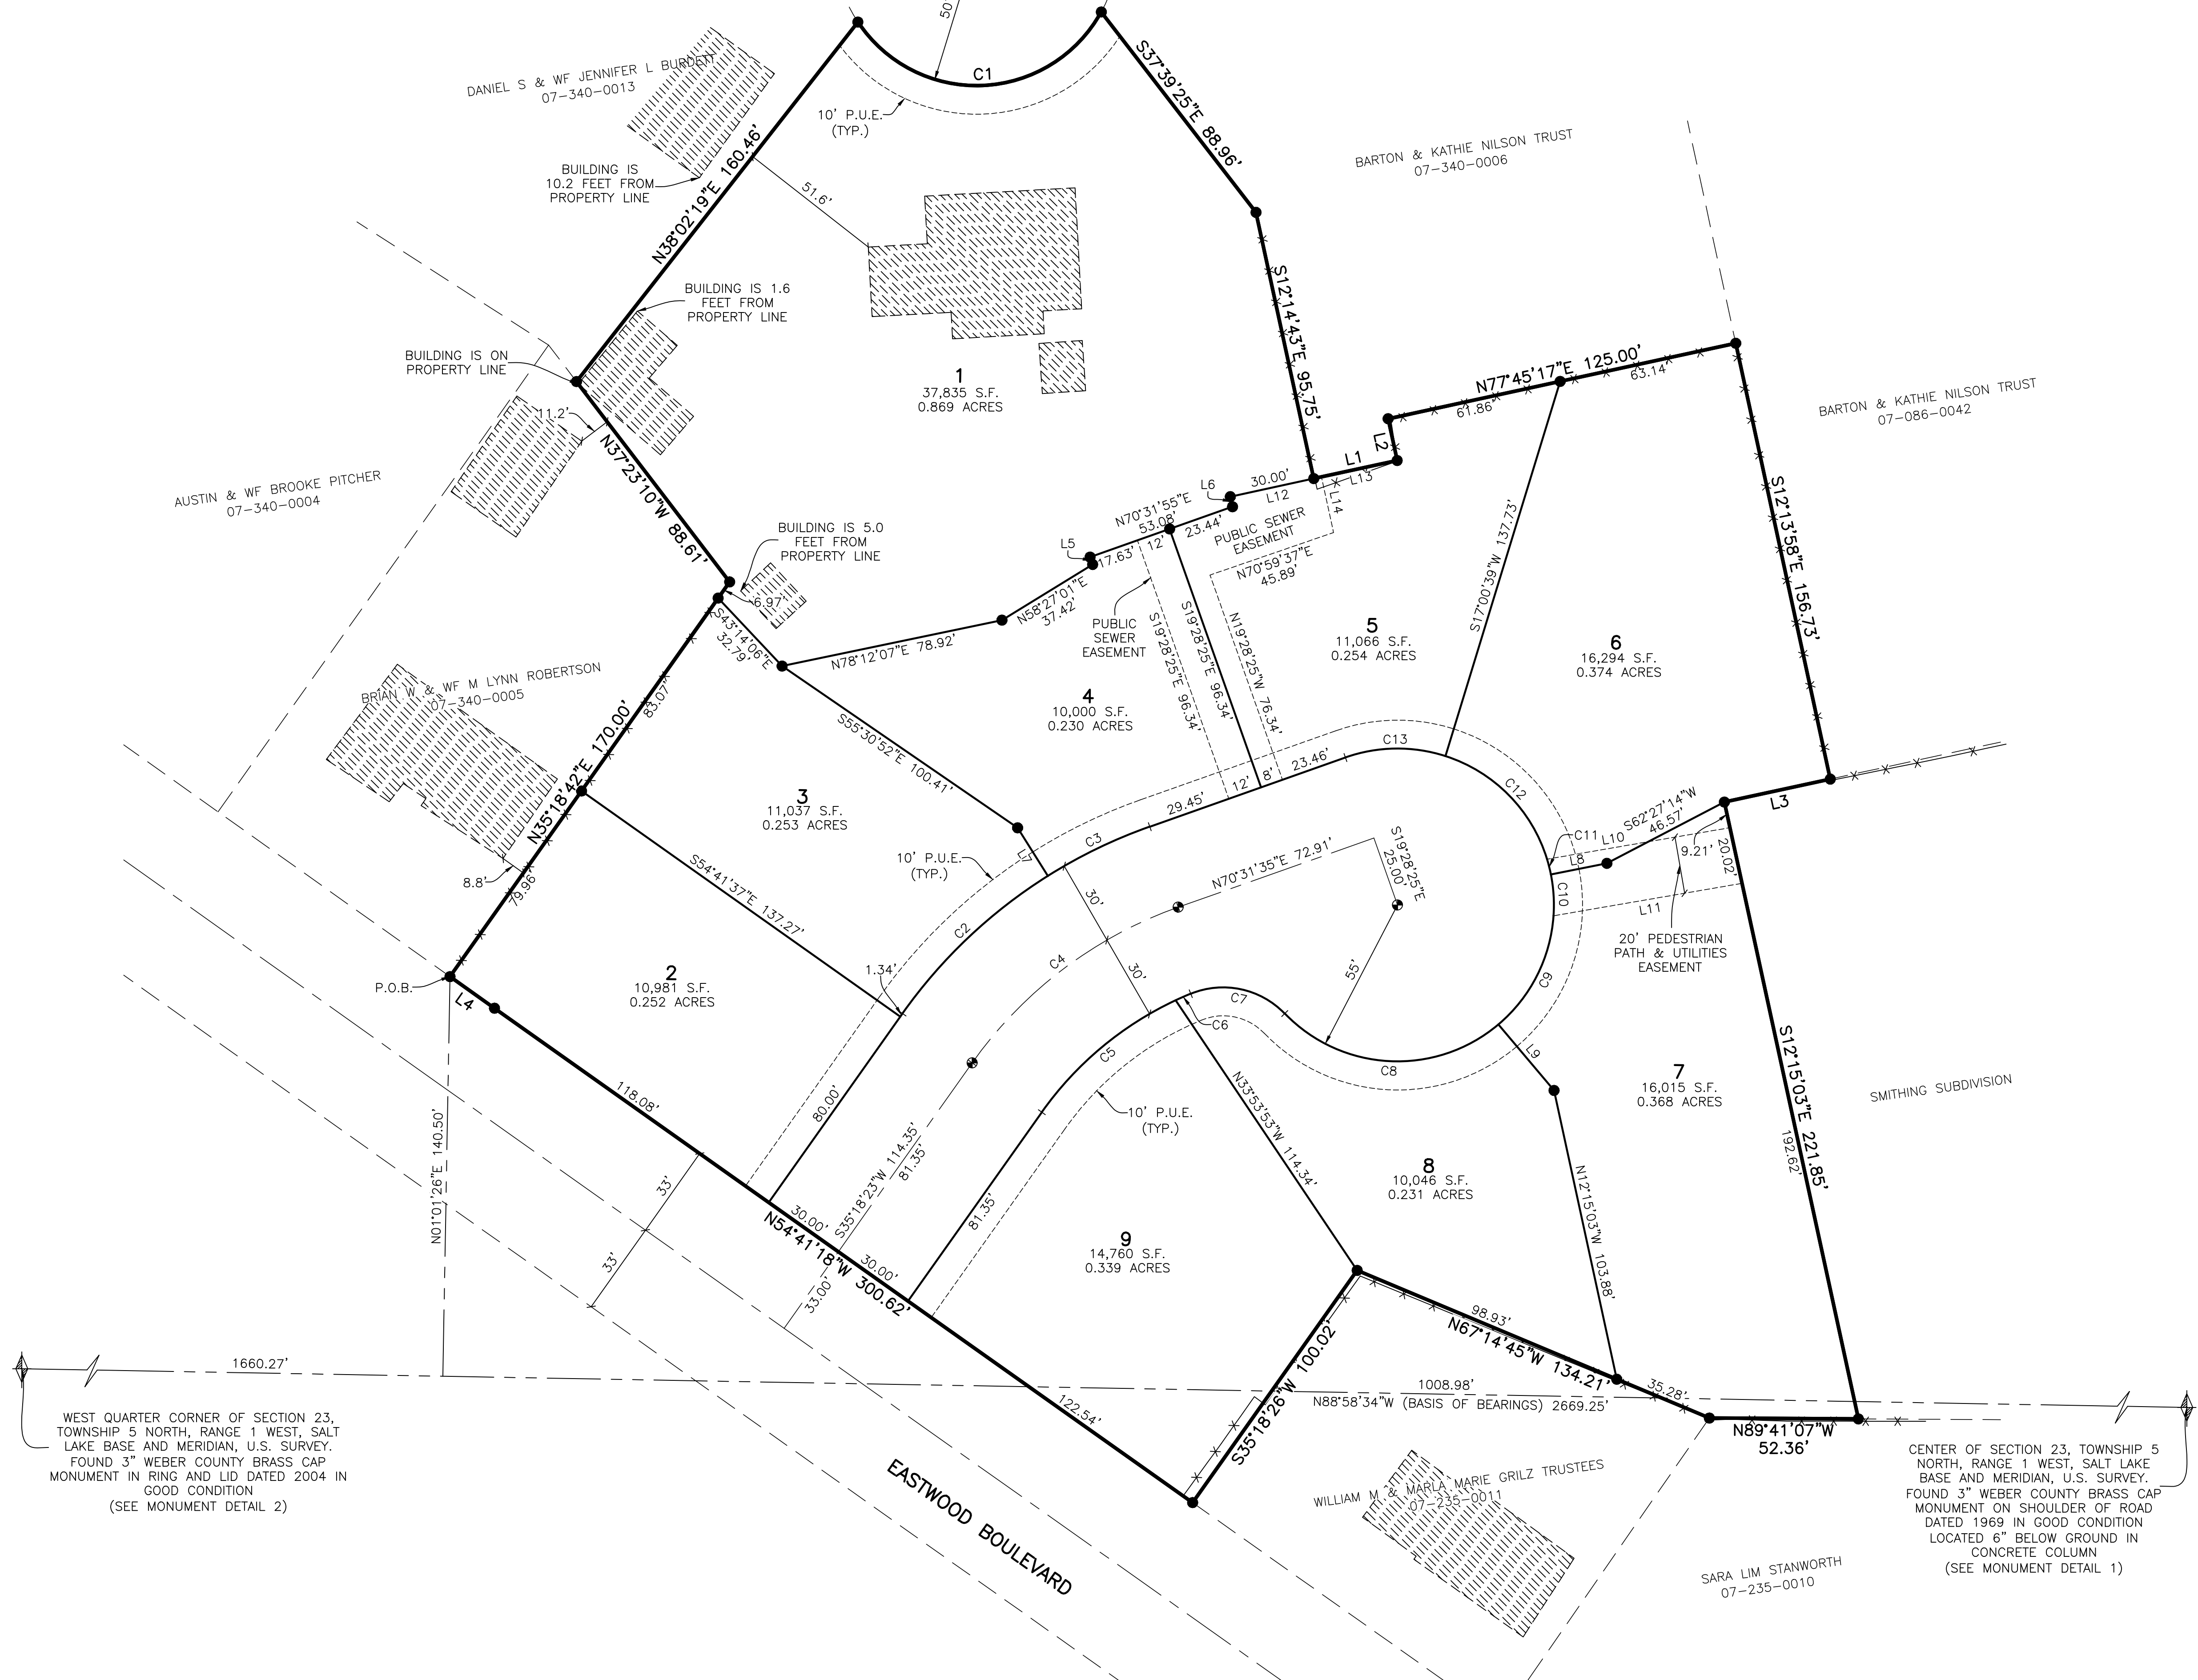 50'
C1
DANIEL S & WF JENNIFER L BURDETT
07-340-0013
10' P.U.E.
(TYP.)
S37°39'25"E 88.96'
BARTON & KATHIE NILSON TRUST
07-340-0006
BUILDING IS
10.2 FEET FROM
PROPERTY LINE
N38°02'19"E 160.46'
51.6'
BUILDING IS 1.6
FEET FROM
PROPERTY LINE
S12°14'43"E 95.75'
BUILDING IS ON
PROPERTY LINE
1
37,835 S.F.
0.869 ACRES
N77°45'17"E 125.00'
61.86'
63.14'
BARTON & KATHIE NILSON TRUST
07-086-0042
11.2'
N37°23'10"W 88.61'
L2
L1
L13
L14
L6
30.00'
L12
AUSTIN & WF BROOKE PITCHER
07-340-0004
BUILDING IS 5.0
FEET FROM
PROPERTY LINE
N70°31'55"E
53.08'
23.44'
12'
17.63'
L5
PUBLIC SEWER
EASEMENT
N70°59'37"E
45.89'
S17°00'39"W 137.73'
S12°13'58"E 156.73'
6.97'
S43°14'06"E
32.79'
N58°27'01"E
37.42'
N78°12'07"E 78.92'
PUBLIC
SEWER
EASEMENT
S19°28'25"E 96.34'
S19°28'25"E 96.34'
N19°28'25"W 76.34'
5
11,066 S.F.
0.254 ACRES
6
16,294 S.F.
0.374 ACRES
BRIAN W & WF M LYNN ROBERTSON
07-340-0005
83.07'
N35°18'42"E 170.00'
4
10,000 S.F.
0.230 ACRES
S55°30'52"E 100.41'
3
11,037 S.F.
0.253 ACRES
C13
23.46'
8'
12'
29.45'
C3
C12
L3
S62°27'14"W
46.57'
C11
L10
L8
9.21'
20.02'
10' P.U.E.
(TYP.)
L7
S19°28'25"E
25.00'
N70°31'35"E 72.91'
8.8'
79.96'
S54°41'37"E 137.27'
30'
C2
C10
L11
20' PEDESTRIAN
PATH & UTILITIES
EASEMENT
1.34'
C4
30'
55'
C9
P.O.B.
L4
2
10,981 S.F.
0.252 ACRES
C7
C6
C5
C8
L9
7
16,015 S.F.
0.368 ACRES
SMITHING SUBDIVISION
S12°15'03"E 221.85'
192.62'
118.08'
80.00'
10' P.U.E.
(TYP.)
N33°53'53"W 114.34'
8
10,046 S.F.
0.231 ACRES
N12°15'03"W 103.88'
N01°01'26"E 140.50'
S35°18'23"W 114.35'
81.35'
33'
33'
30.00'
N54°41'18"W 300.62'
30.00'
33.00'
81.35'
9
14,760 S.F.
0.339 ACRES
98.93'
N67°14'45"W 134.21'
35.28'
S35°18'26"W 100.02'
122.54'
1660.27'
1008.98'
N88°58'34"W (BASIS OF BEARINGS) 2669.25'
N89°41'07"W
52.36'
WEST QUARTER CORNER OF SECTION 23,
TOWNSHIP 5 NORTH, RANGE 1 WEST, SALT
LAKE BASE AND MERIDIAN, U.S. SURVEY.
FOUND 3" WEBER COUNTY BRASS CAP
MONUMENT IN RING AND LID DATED 2004 IN
GOOD CONDITION
(SEE MONUMENT DETAIL 2)
EASTWOOD BOULEVARD
WILLIAM M & MARLA MARIE GRILZ TRUSTEES
07-235-0011
CENTER OF SECTION 23, TOWNSHIP 5
NORTH, RANGE 1 WEST, SALT LAKE
BASE AND MERIDIAN, U.S. SURVEY.
FOUND 3" WEBER COUNTY BRASS CAP
MONUMENT ON SHOULDER OF ROAD
DATED 1969 IN GOOD CONDITION
LOCATED 6" BELOW GROUND IN
CONCRETE COLUMN
(SEE MONUMENT DETAIL 1)
SARA LIM STANWORTH
07-235-0010